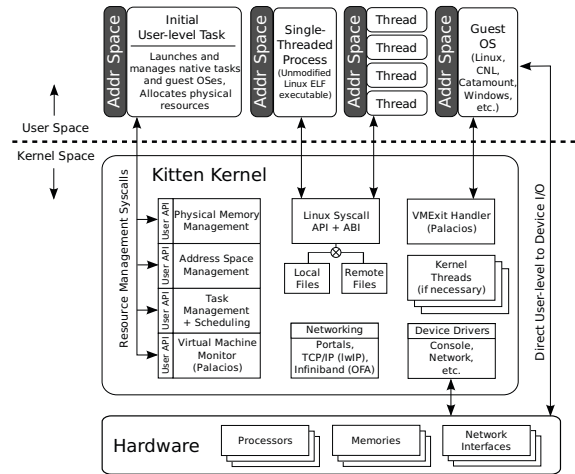 Addr Space
Initial
User-level Task
Launches and
manages native tasks
and guest OSes,
Allocates physical
resources
Addr Space
Single-
Threaded
Process
(Unmodified
Linux ELF
executable)
Addr Space
Thread
Thread
Thread
Thread
Addr Space
Guest
OS
(Linux,
CNL,
Catamount,
Windows,
etc.)
User Space
Kernel Space
Kitten Kernel
Resource Management Syscalls
User API
Physical Memory
Management
User API
Address Space
Management
User API
Task
Management
+ Scheduling
User API
Virtual Machine
Monitor
(Palacios)
Linux Syscall
API + ABI
Local
Files
Remote
Files
Networking
Portals,
TCP/IP (lwIP),
Infiniband (OFA)
VMExit Handler
(Palacios)
Kernel
Threads
(if necessary)
Device Drivers
Console,
Network,
etc.
Direct User-level to Device I/O
Hardware
Processors
Memories
Network
Interfaces